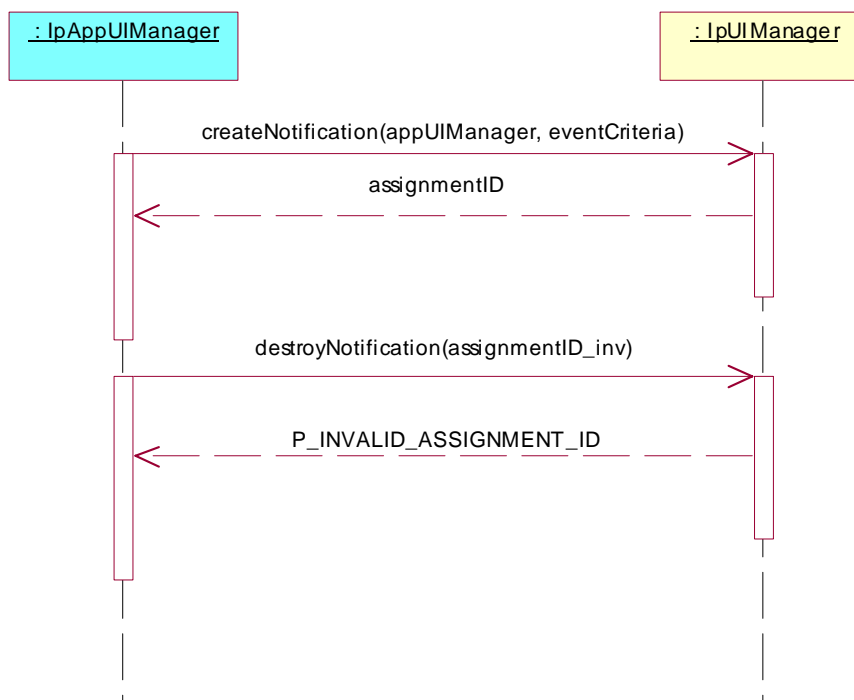 : IpAppUIManager
: IpUIManager
createNotification(appUIManager, eventCriteria)
assignmentID
destroyNotification(assignmentID_inv)
P_INVALID_ASSIGNMENT_ID